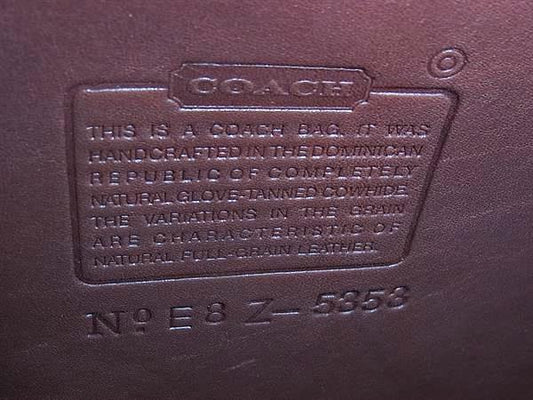 COACH
THIS IS A COACH BAG. IT WAS
HANDCRAFTED IN THE DOMINICAN
REPUBLIC OF COMPLETELY
NATURAL GLOVE-TANNED COWHIDE.
THE VARIATIONS IN THE GRAIN
ARE CHARACTERISTIC OF
NATURAL FULL-GRAIN LEATHER.
Nº E8Z-5358